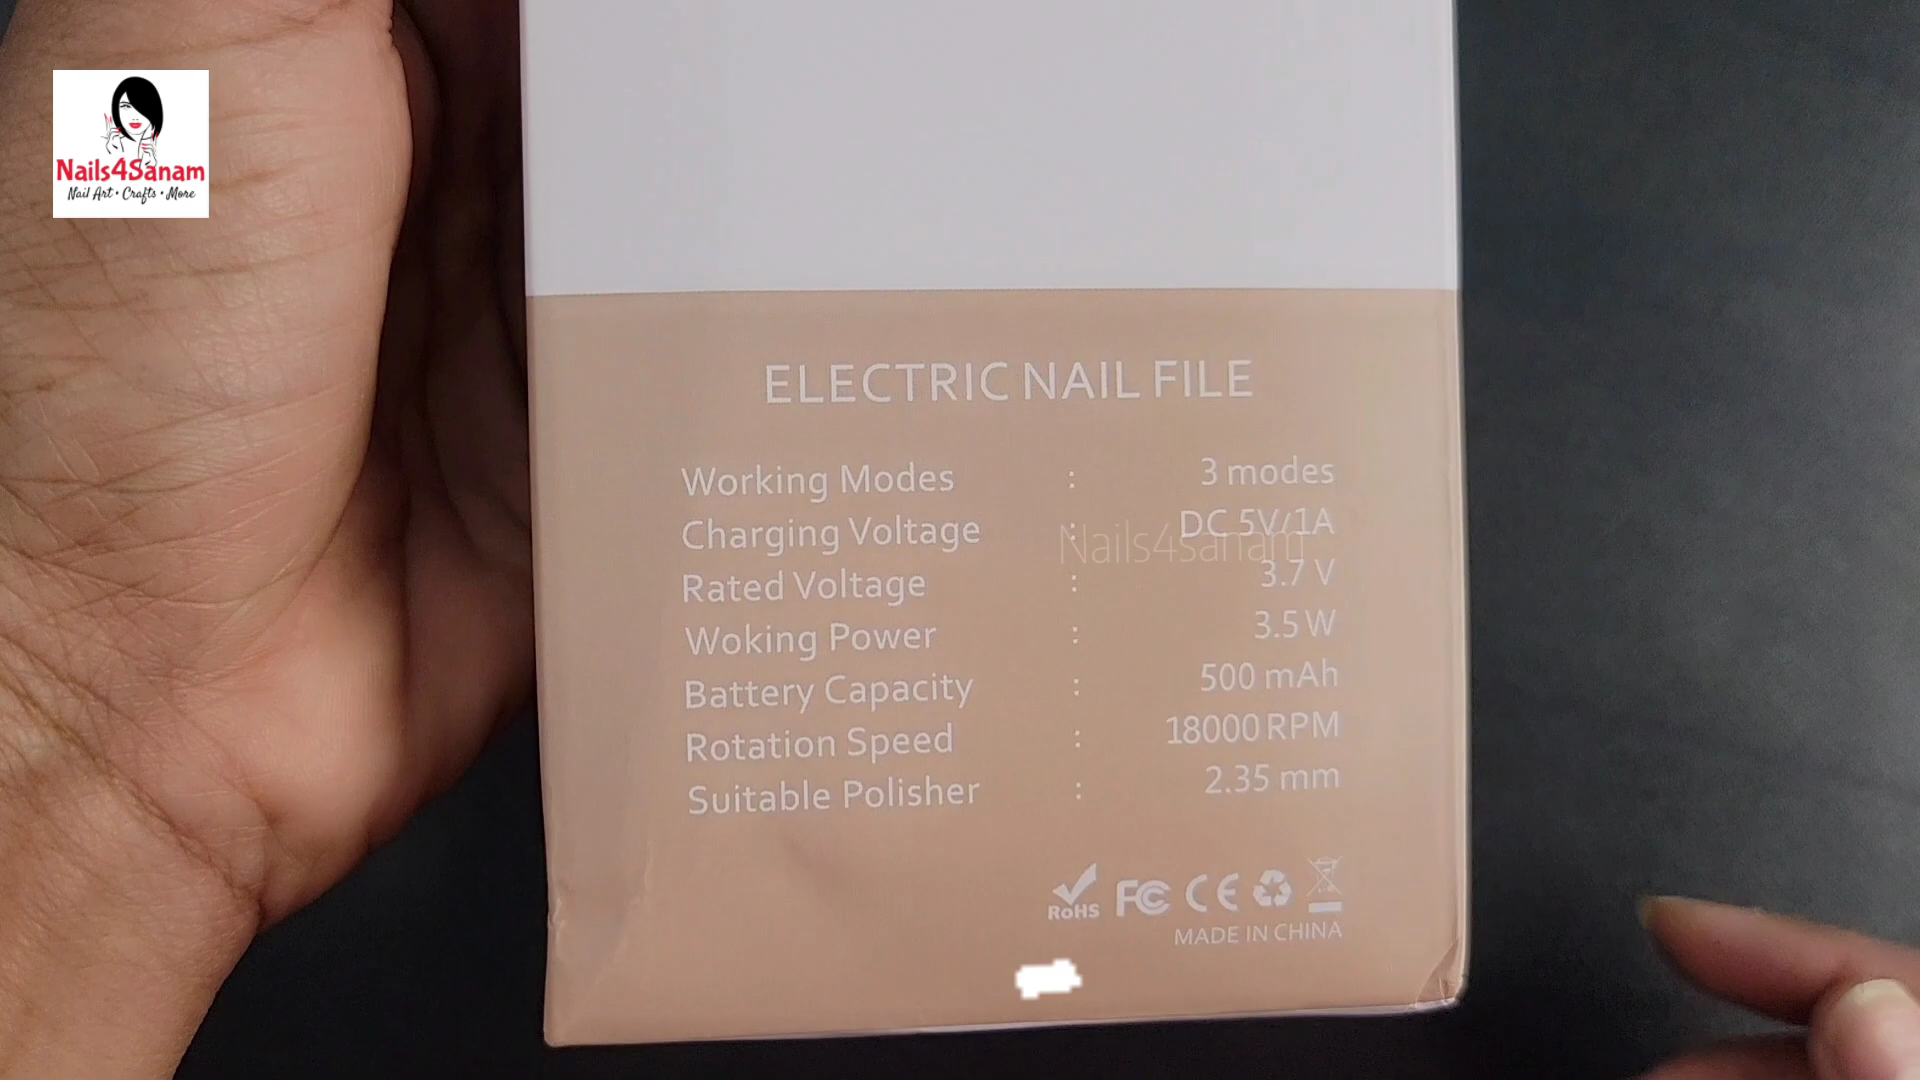 Nails4Sanam
Nail Art • Crafts • More
ELECTRIC NAIL FILE
Working Modes : 3 modes
Charging Voltage : DC 5V/1A
Nails4sanam
Rated Voltage : 3.7 V
Woking Power : 3.5 W
Battery Capacity : 500 mAh
Rotation Speed : 18000 RPM
Suitable Polisher : 2.35 mm
RoHS FC CE
MADE IN CHINA